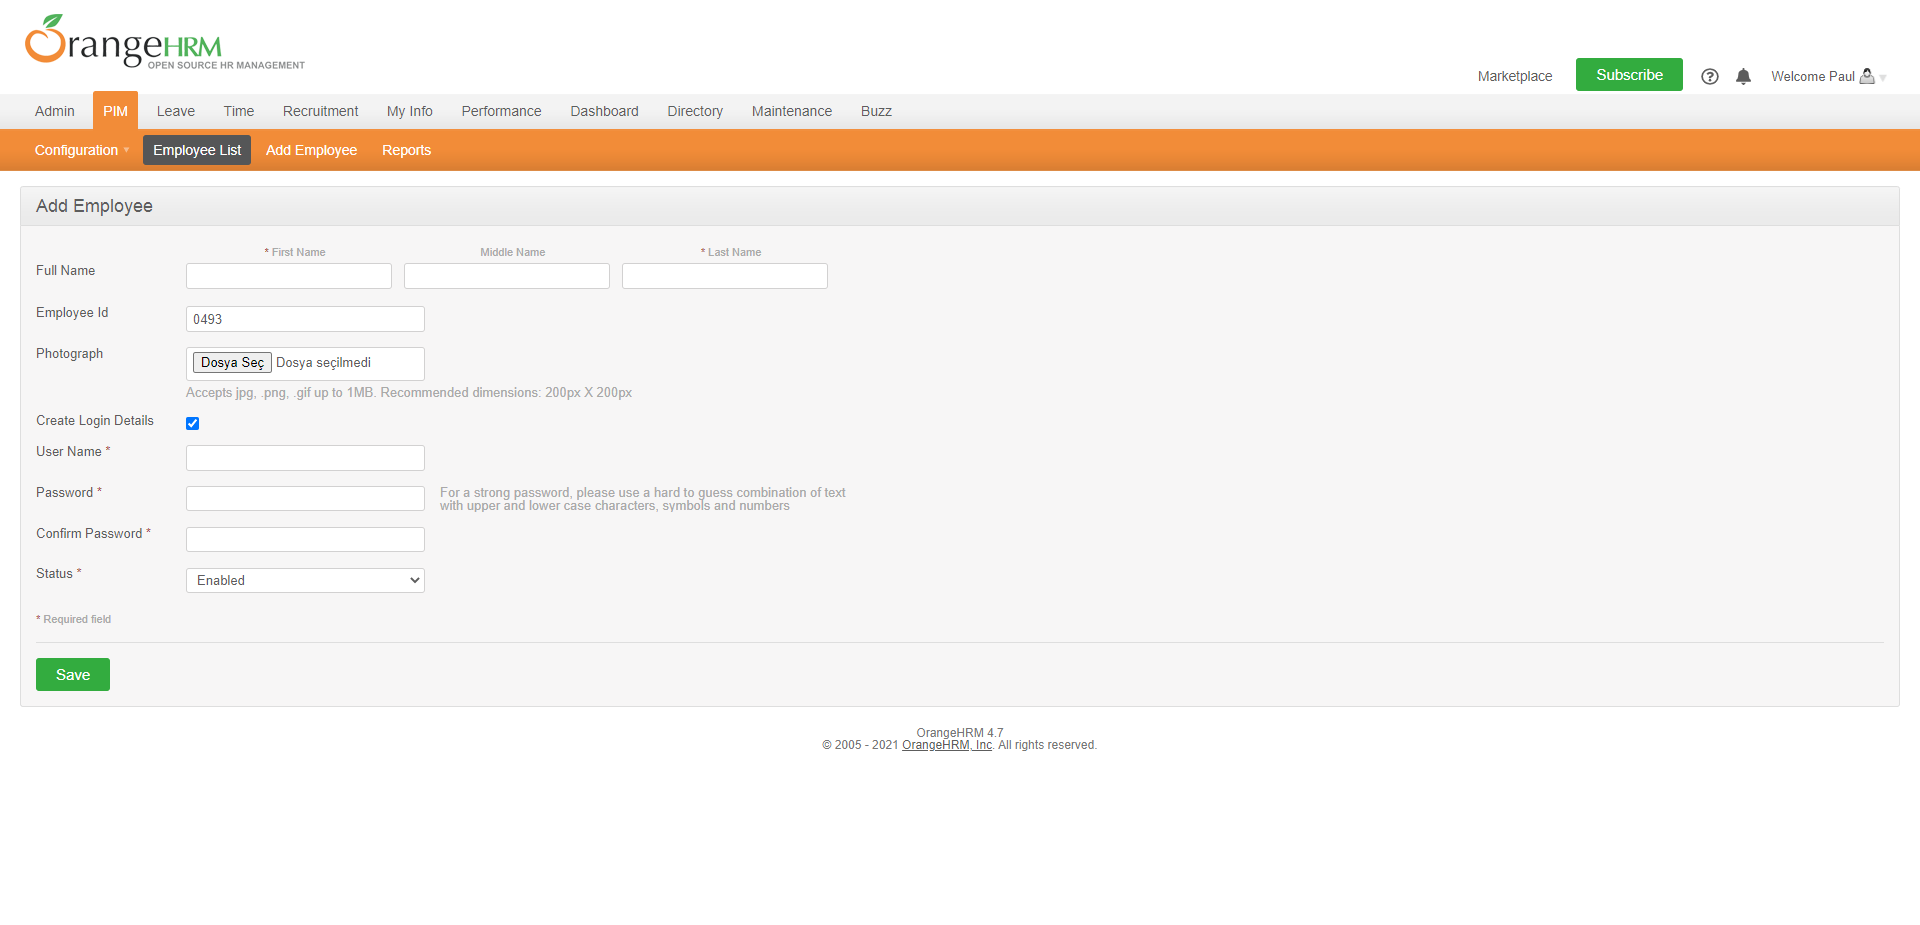 OrangeHRM
OPEN SOURCE HR MANAGEMENT
Marketplace Subscribe Welcome Paul
Admin PIM Leave Time Recruitment My Info Performance Dashboard Directory Maintenance Buzz
Configuration Employee List Add Employee Reports
Add Employee
* First Name Middle Name * Last Name
Full Name
Employee Id 0493
Photograph Dosya Seç Dosya seçilmedi
Accepts jpg, .png, .gif up to 1MB. Recommended dimensions: 200px X 200px
Create Login Details
User Name *
Password * For a strong password, please use a hard to guess combination of text
with upper and lower case characters, symbols and numbers
Confirm Password *
Status * Enabled
* Required field
Save
OrangeHRM 4.7
© 2005 - 2021 OrangeHRM, Inc. All rights reserved.